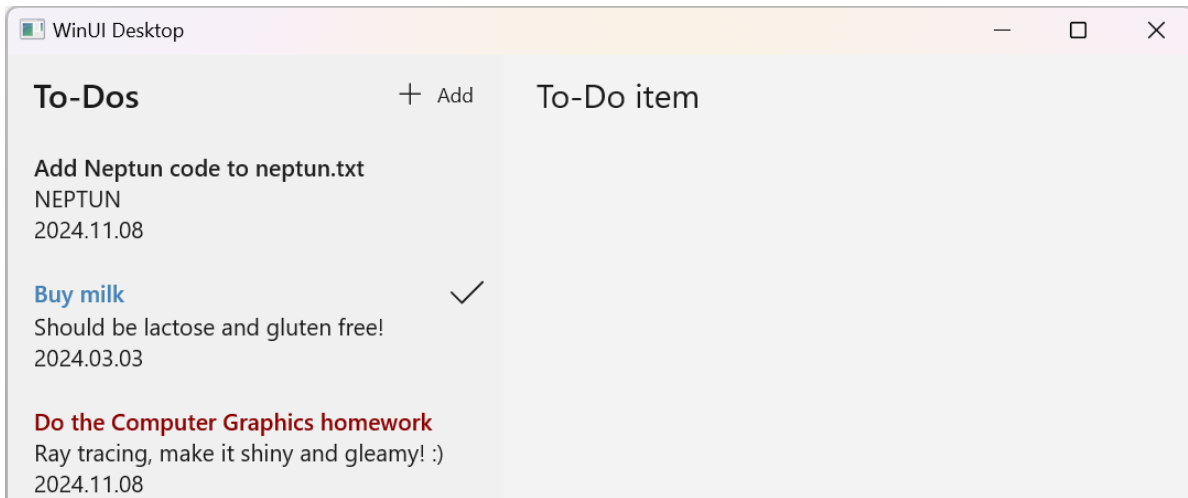 WinUI Desktop
To-Dos
Add
To-Do item
Add Neptun code to neptun.txt
NEPTUN
2024.11.08
Buy milk
Should be lactose and gluten free!
2024.03.03
Do the Computer Graphics homework
Ray tracing, make it shiny and gleamy! :)
2024.11.08